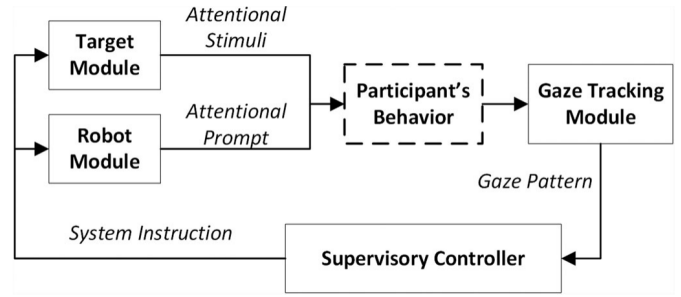 Attentional
Stimuli
Target
Module
Attentional
Prompt
Robot
Module
Participant's
Behavior
Gaze Tracking
Module
Gaze Pattern
System Instruction
Supervisory Controller